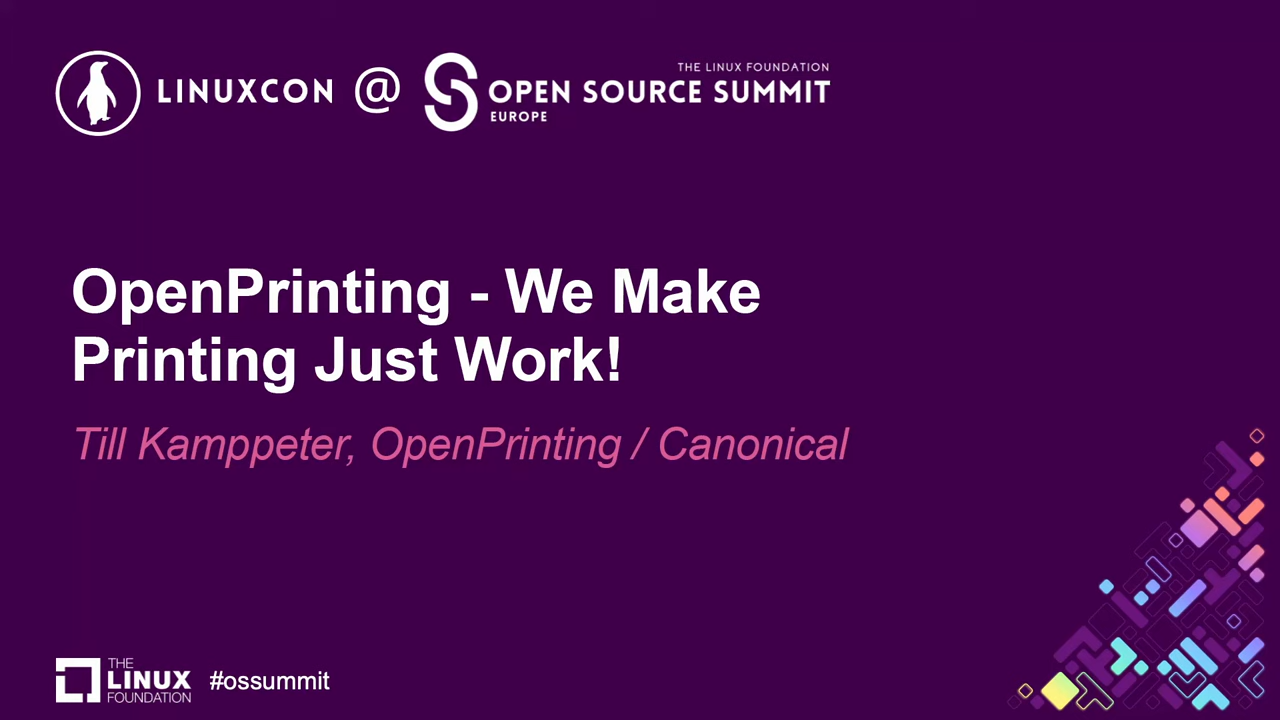 LINUXCON @
THE LINUX FOUNDATION
OPEN SOURCE SUMMIT
EUROPE
OpenPrinting - We Make
Printing Just Work!
Till Kamppeter, OpenPrinting / Canonical
THE
LINUX
FOUNDATION
#ossummit